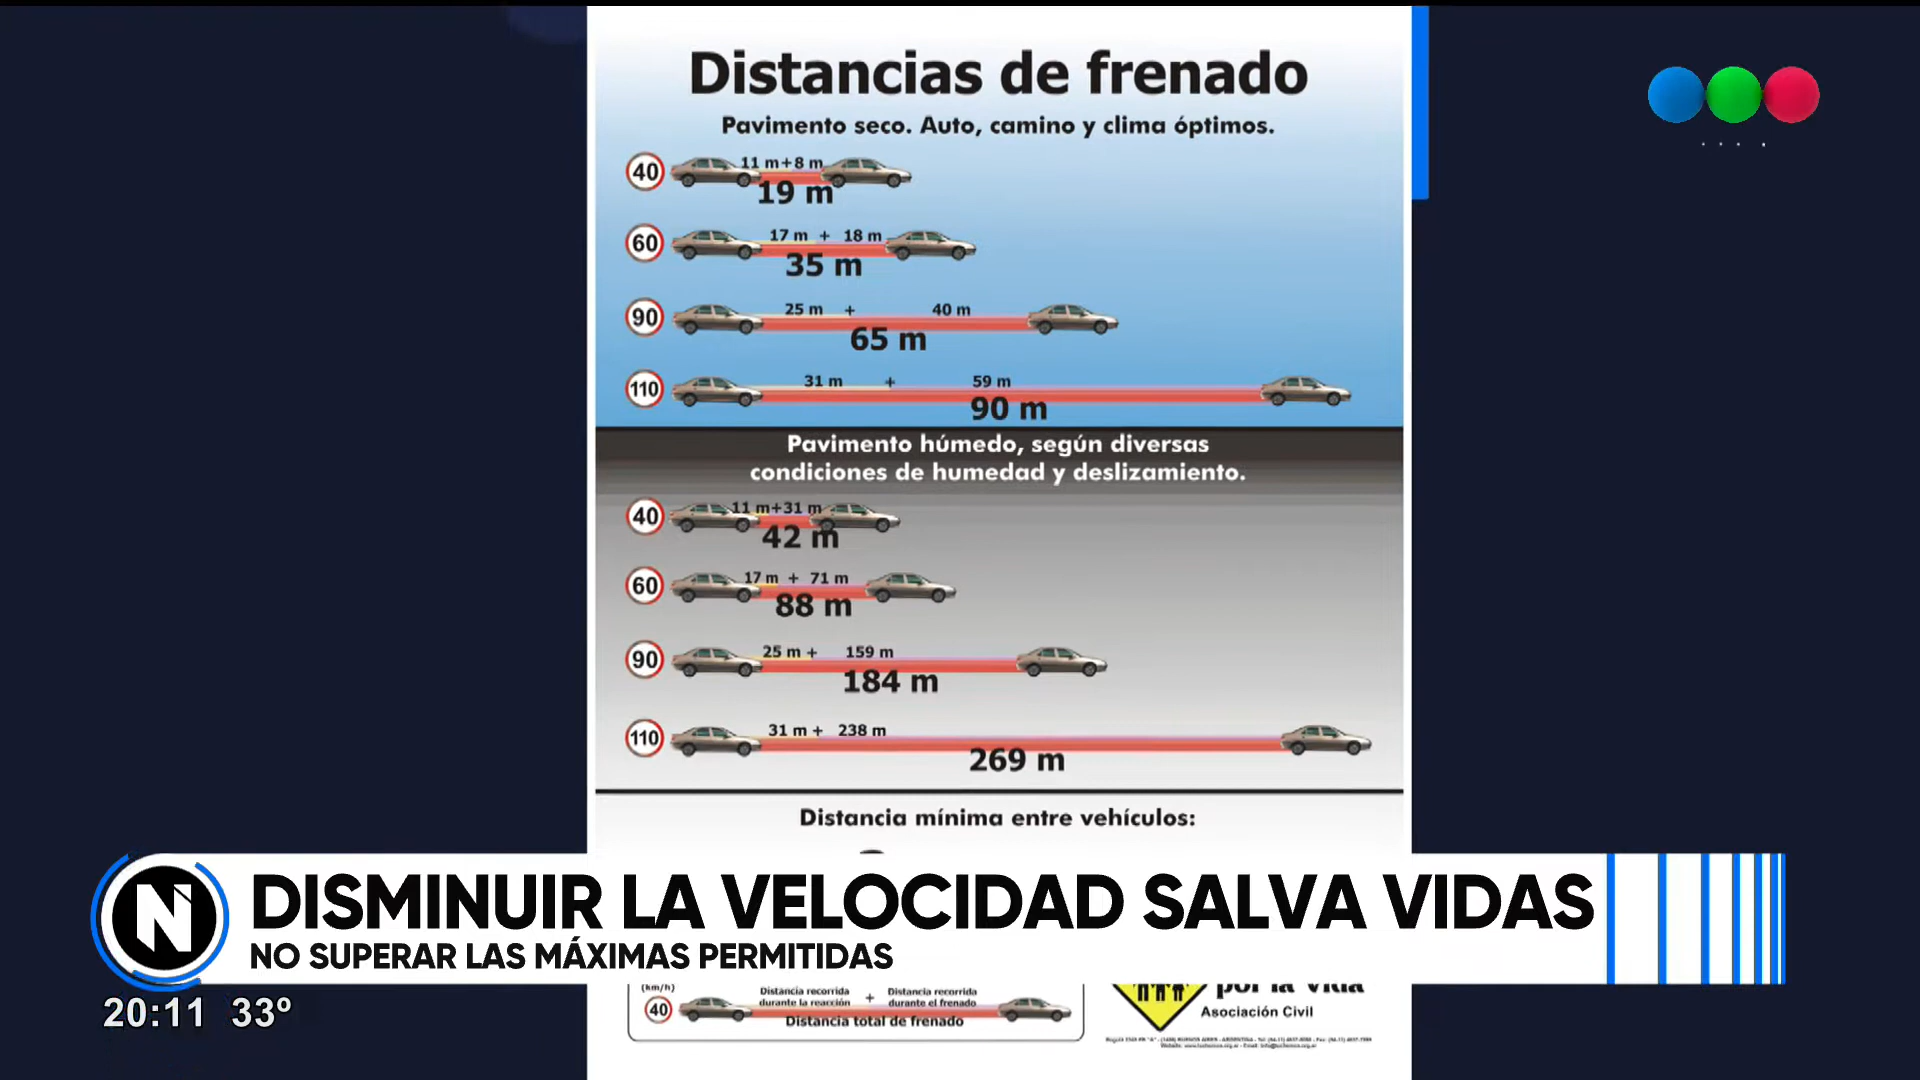 Distancias de frenado
Pavimento seco. Auto, camino y clima óptimos.
40
11 m+8 m
19 m
60
17 m + 18 m
35 m
90
25 m + 40 m
65 m
110
31 m + 59 m
90 m
Pavimento húmedo, según diversas
condiciones de humedad y deslizamiento.
40
11 m+31 m
42 m
60
17 m + 71 m
88 m
90
25 m + 159 m
184 m
110
31 m + 238 m
269 m
Distancia mínima entre vehículos:
N
DISMINUIR LA VELOCIDAD SALVA VIDAS
NO SUPERAR LAS MÁXIMAS PERMITIDAS
20:11 33º
(km/h)
40
Distancia recorrida
durante la reacción
+
Distancia recorrida
durante el frenado
Distancia total de frenado
por la vida
Asociación Civil